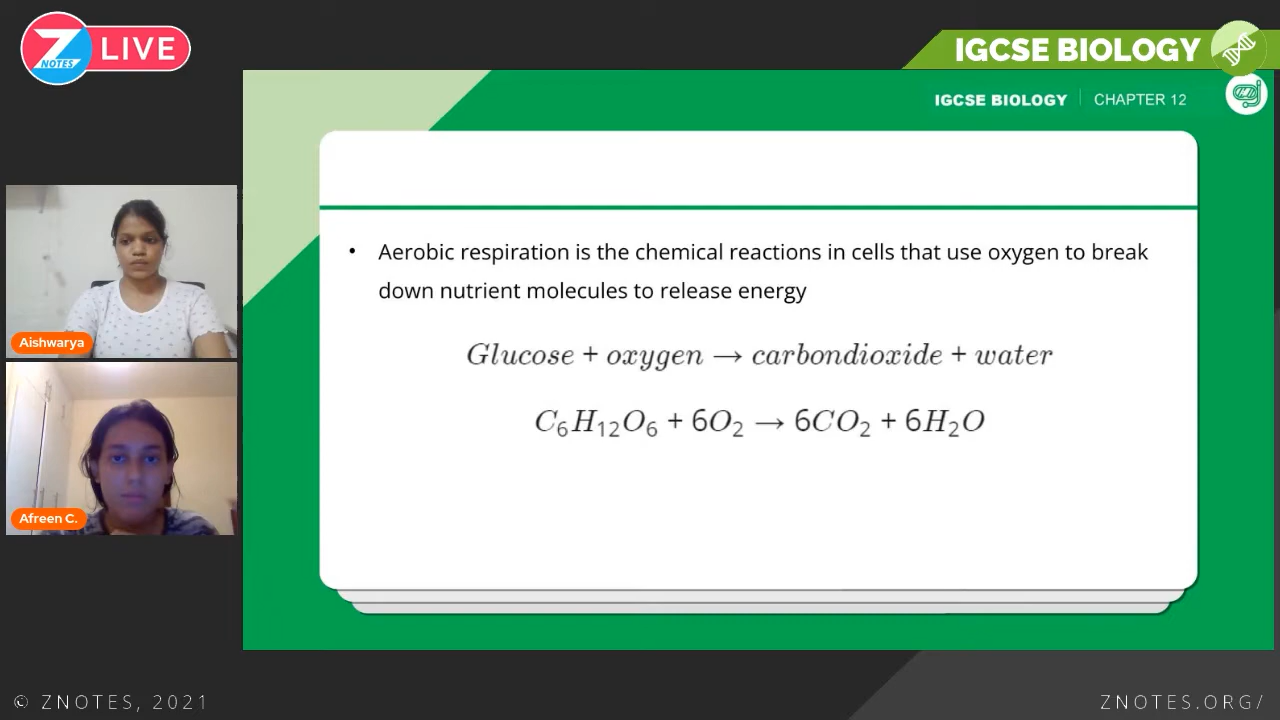 Z
NOTES
LIVE
IGCSE BIOLOGY
IGCSE BIOLOGY | CHAPTER 12
• Aerobic respiration is the chemical reactions in cells that use oxygen to break
down nutrient molecules to release energy
Glucose + oxygen → carbondioxide + water
C₆H₁₂O₆ + 6O₂ → 6CO₂ + 6H₂O
Aishwarya
Afreen C.
© ZNOTES, 2021
ZNOTES.ORG/